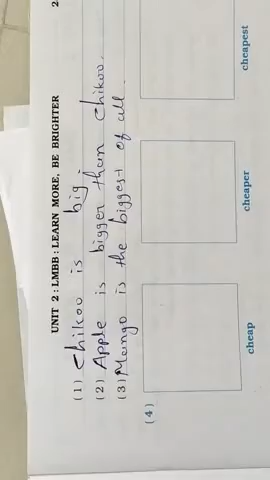 UNIT 2 : LMBB : LEARN MORE, BE BRIGHTER
2
(1) Chikoo is big
(2) Apple is bigger than Chikoo.
(3) Mango is the biggest of all.
(4)
cheap cheaper cheapest